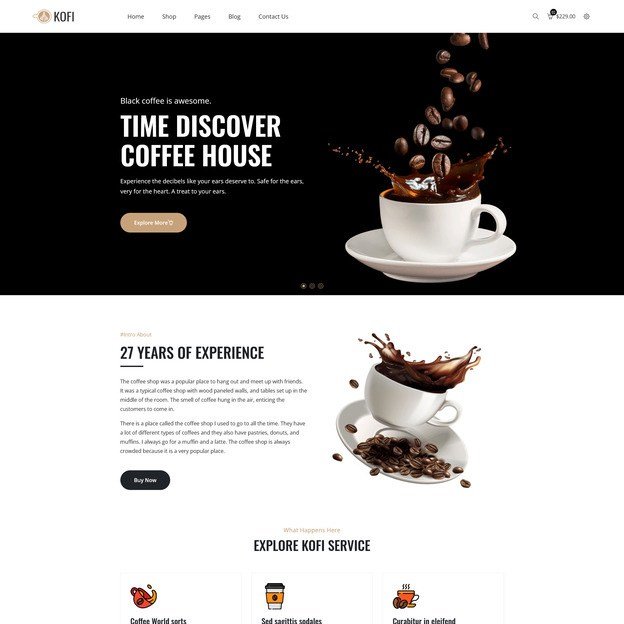 KOFI
Home Shop Pages Blog Contact Us
$229.00
Black coffee is awesome.
TIME DISCOVER
COFFEE HOUSE
Experience the decibels like your ears deserve to. Safe for the ears,
very for the heart. A treat to your ears.
Explore More
#Intro About
27 YEARS OF EXPERIENCE
The coffee shop was a popular place to hang out and meet up with friends.
It was a typical coffee shop with wood paneled walls, and tables set up in the
middle of the room. The smell of coffee hung in the air, enticing the
customers to come in.
There is a place called the coffee shop I used to go to all the time. They have
a lot of different types of coffees and they also have pastries, donuts, and
muffins. I always go for a muffin and a latte. The coffee shop is always
crowded because it is a very popular place.
Buy Now
What Happens Here
EXPLORE KOFI SERVICE
Coffee World sorts
Sed sagittis sodales
Curabitur in eleifend